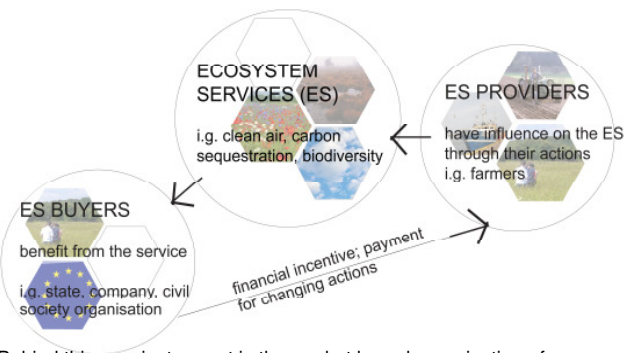 ECOSYSTEM
SERVICES (ES)
i.g. clean air, carbon
sequestration, biodiversity
ES PROVIDERS
have influence on the ES
through their actions
i.g. farmers
ES BUYERS
benefit from the service
i.g. state, company, civil
society organisation
financial incentive; payment
for changing actions